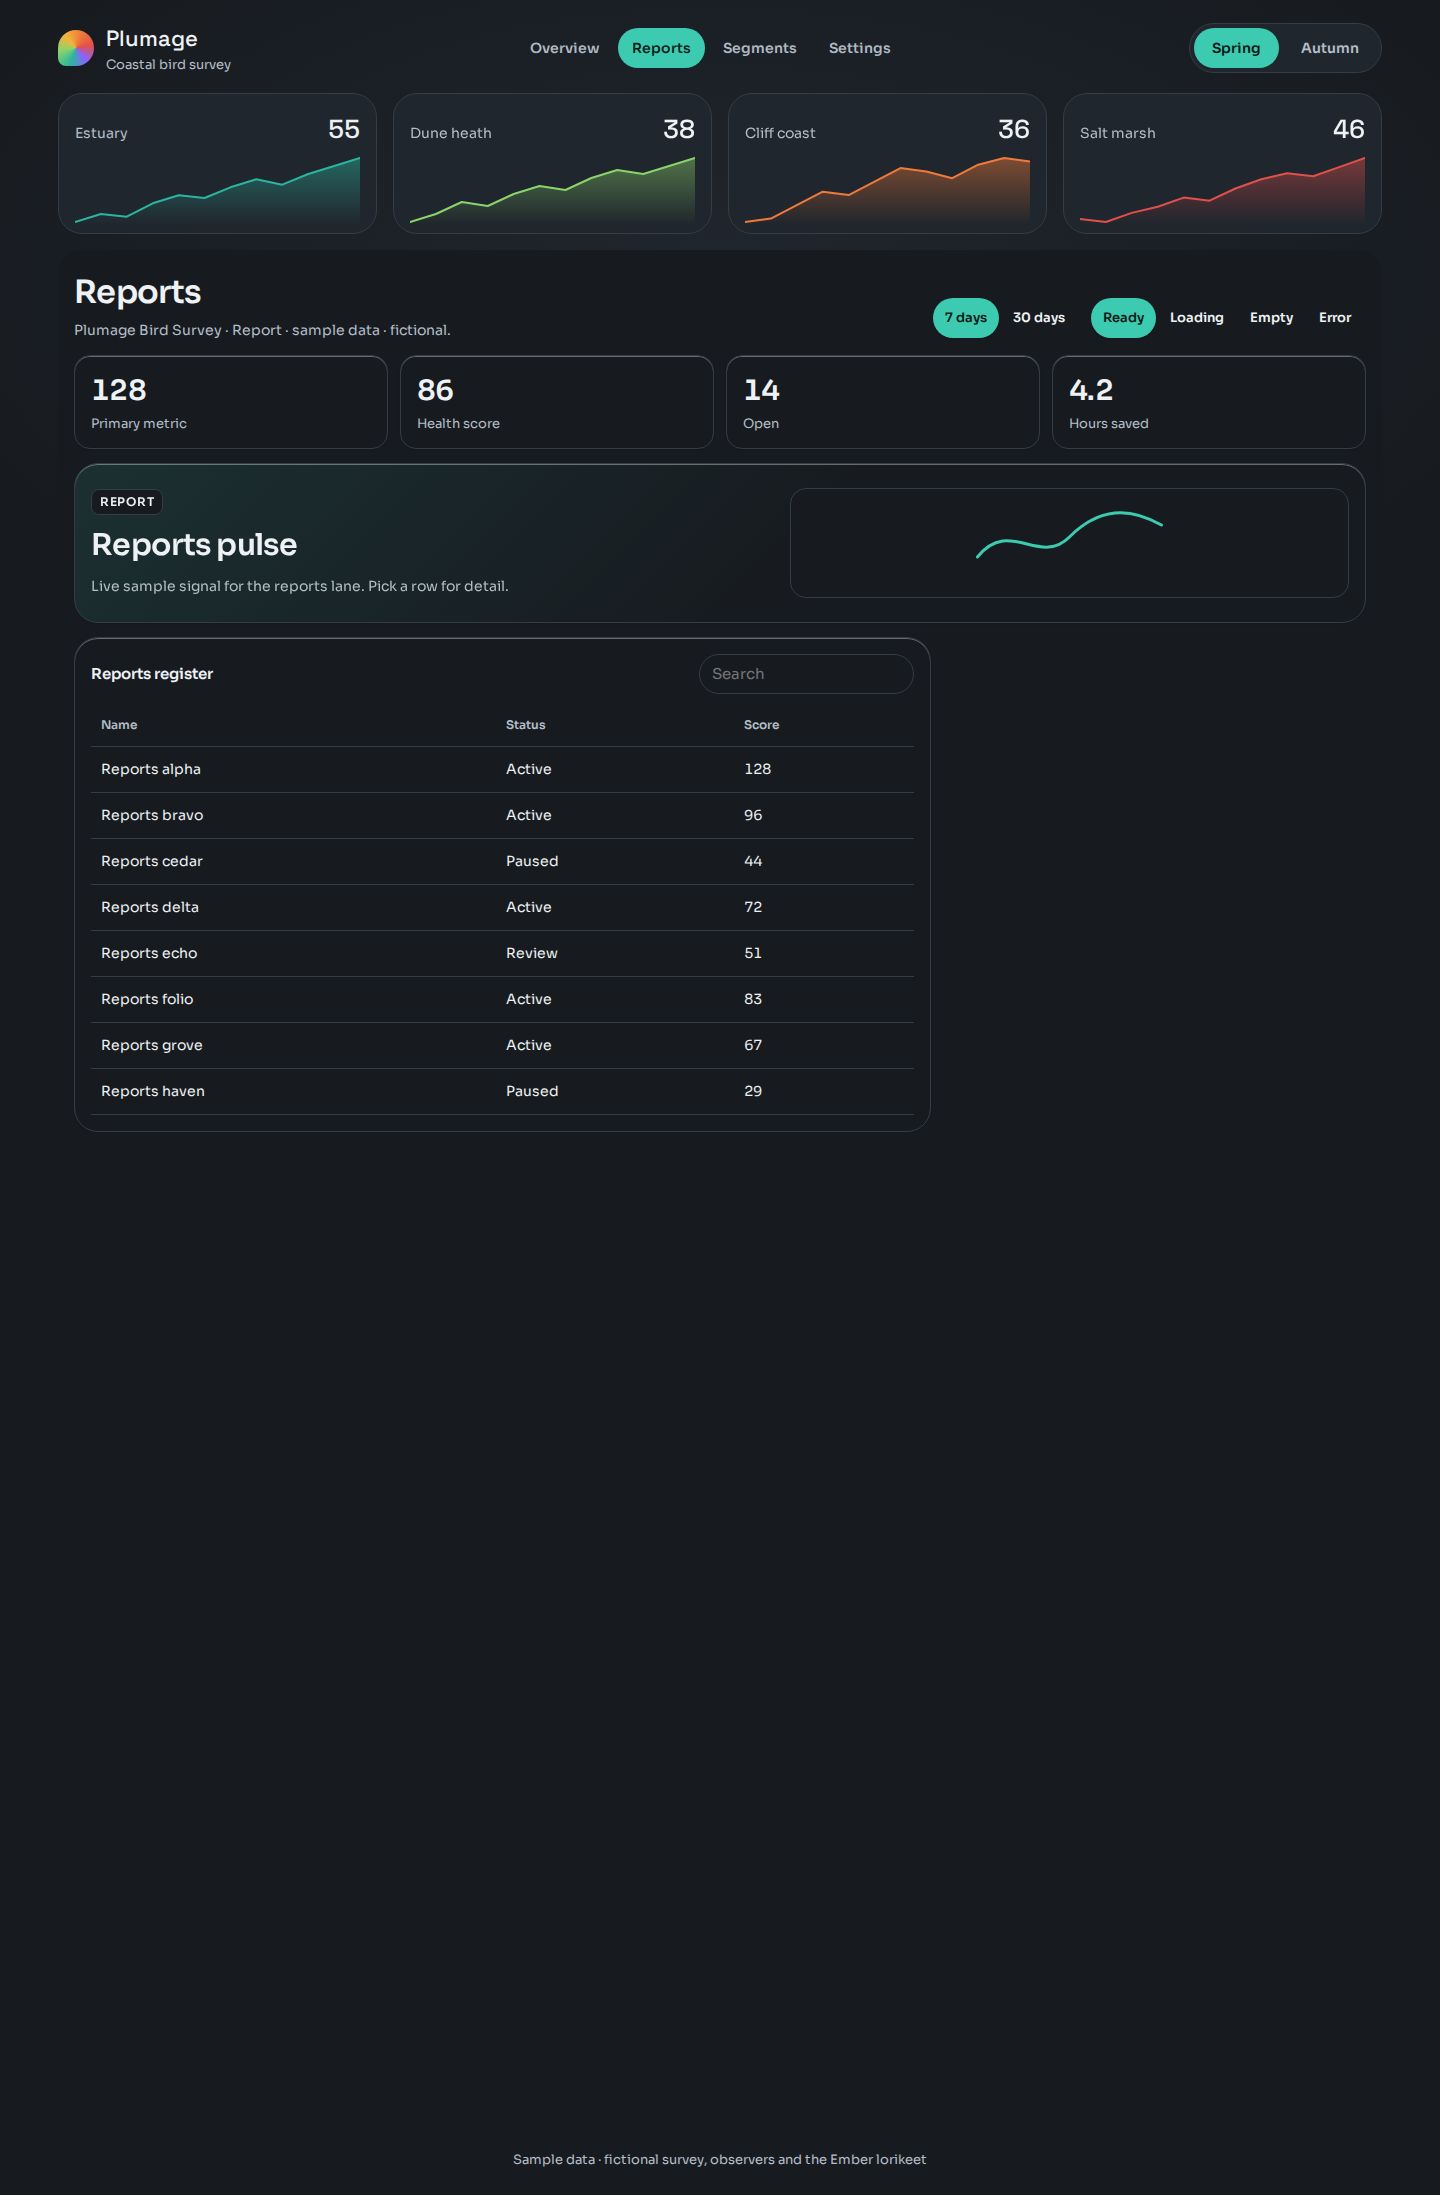 Plumage
Coastal bird survey
Overview Reports Segments Settings
Spring Autumn
Estuary 55
Dune heath 38
Cliff coast 36
Salt marsh 46
Reports
Plumage Bird Survey · Report · sample data · fictional.
7 days 30 days Ready Loading Empty Error
128
Primary metric
86
Health score
14
Open
4.2
Hours saved
REPORT
Reports pulse
Live sample signal for the reports lane. Pick a row for detail.
Reports register
Search
Name Status Score
Reports alpha Active 128
Reports bravo Active 96
Reports cedar Paused 44
Reports delta Active 72
Reports echo Review 51
Reports folio Active 83
Reports grove Active 67
Reports haven Paused 29
Sample data · fictional survey, observers and the Ember lorikeet